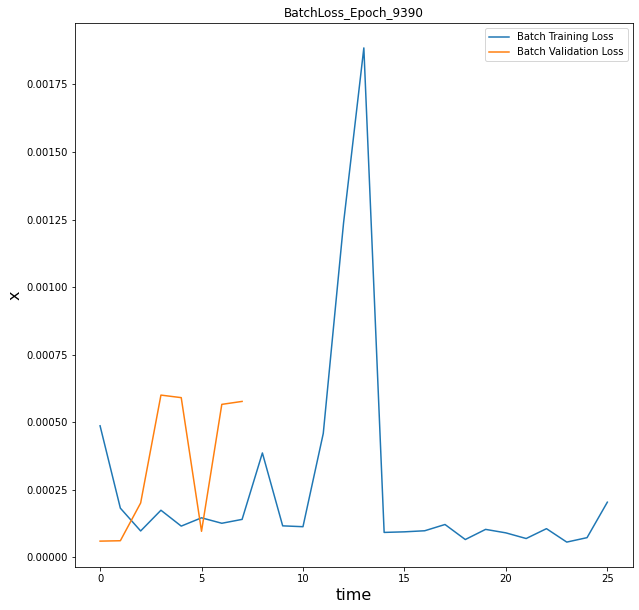 BatchLoss_Epoch_9390
Batch Training Loss
Batch Validation Loss
0.00175
0.00150
0.00125
0.00100
0.00075
0.00050
0.00025
0.00000
x
0 5 10 15 20 25
time